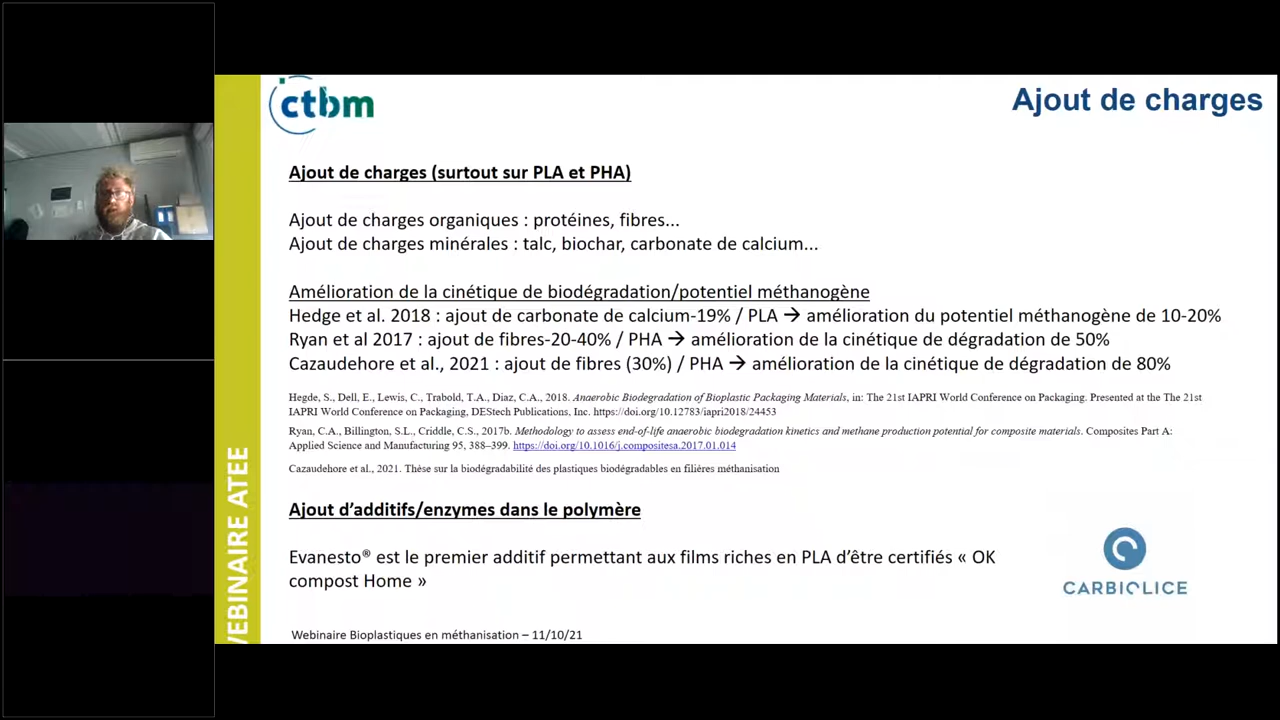 ctbm
Ajout de charges
Ajout de charges (surtout sur PLA et PHA)
Ajout de charges organiques : protéines, fibres...
Ajout de charges minérales : talc, biochar, carbonate de calcium...
Amélioration de la cinétique de biodégradation/potentiel méthanogène
Hedge et al. 2018 : ajout de carbonate de calcium-19% / PLA → amélioration du potentiel méthanogène de 10-20%
Ryan et al 2017 : ajout de fibres-20-40% / PHA → amélioration de la cinétique de dégradation de 50%
Cazaudehore et al., 2021 : ajout de fibres (30%) / PHA → amélioration de la cinétique de dégradation de 80%
Hegde, S., Dell, E., Lewis, C., Trabold, T.A., Diaz, C.A., 2018. Anaerobic Biodegradation of Bioplastic Packaging Materials, in: The 21st IAPRI World Conference on Packaging. Presented at the The 21st
IAPRI World Conference on Packaging, DEStech Publications, Inc. https://doi.org/10.12783/iapri2018/24453
Ryan, C.A., Billington, S.L., Criddle, C.S., 2017b. Methodology to assess end-of-life anaerobic biodegradation kinetics and methane production potential for composite materials. Composites Part A:
Applied Science and Manufacturing 95, 388–399. https://doi.org/10.1016/j.compositesa.2017.01.014
Cazaudehore et al., 2021. Thèse sur la biodégradabilité des plastiques biodégradables en filières méthanisation
Ajout d’additifs/enzymes dans le polymère
Evanesto® est le premier additif permettant aux films riches en PLA d’être certifiés « OK
compost Home »
CARBIOLICE
Webinaire Bioplastiques en méthanisation – 11/10/21
WEBINAIRE ATEE